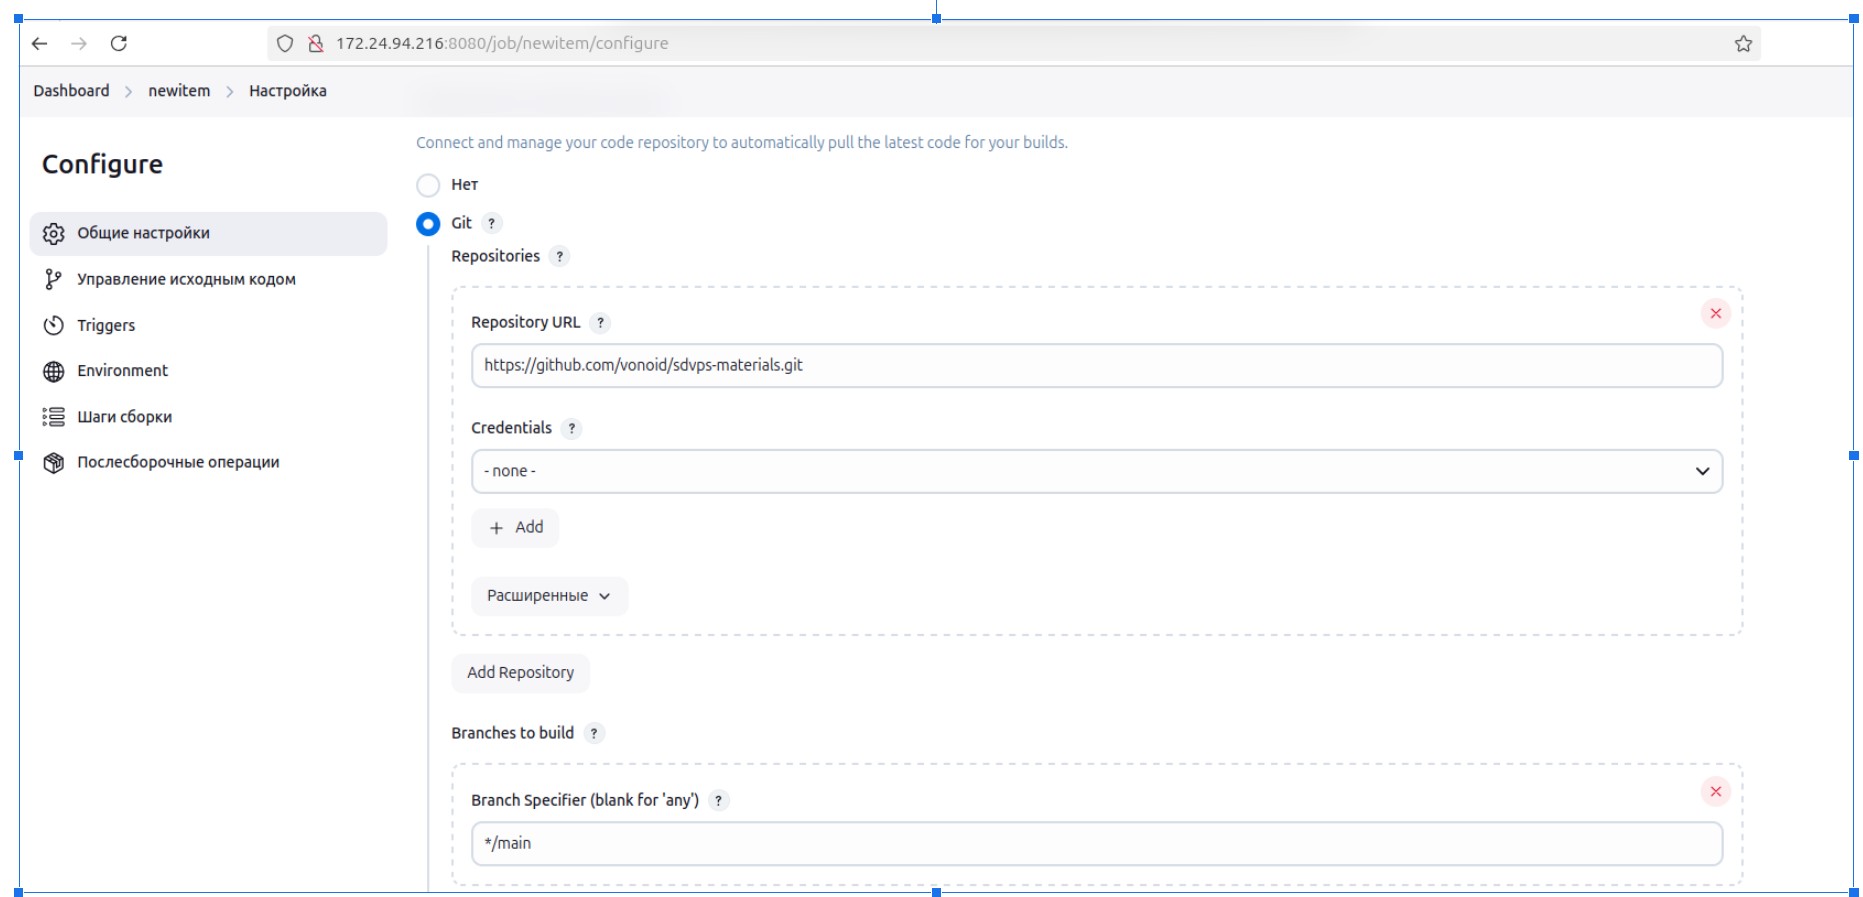 172.24.94.216:8080/job/newitem/configure
Dashboard > newitem > Настройка
Configure
Общие настройки
Управление исходным кодом
Triggers
Environment
Шаги сборки
Послесборочные операции
Connect and manage your code repository to automatically pull the latest code for your builds.
Нет
Git ?
Repositories ?
Repository URL ?
https://github.com/vonoid/sdvps-materials.git
Credentials ?
- none -
+ Add
Расширенные
Add Repository
Branches to build ?
Branch Specifier (blank for 'any') ?
*/main